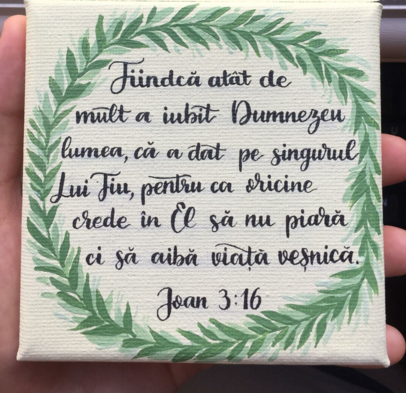 Fiindcă atât de
mult a iubit Dumnezeu
lumea, că a dat pe singurul
Lui Fiu, pentru ca oricine
crede în El să nu piară
ci să aibă viață veșnică.
Joan 3:16